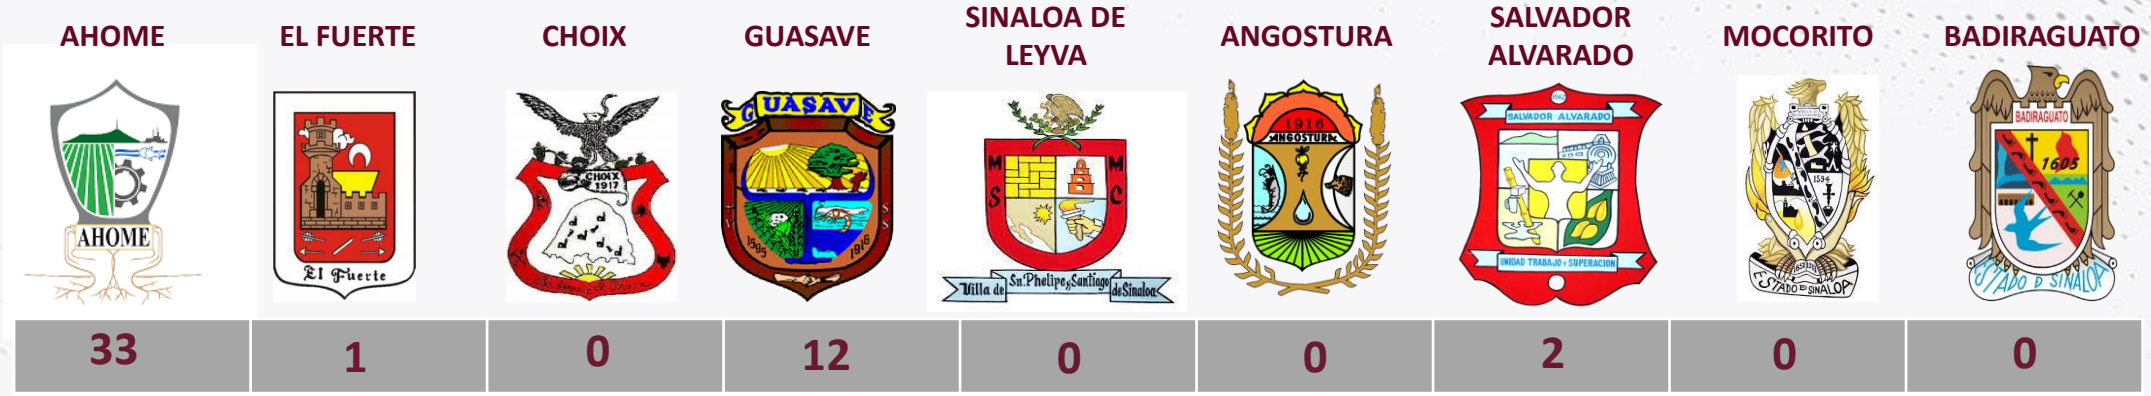 AHOME
EL FUERTE
CHOIX
GUASAVE
SINALOA DE
LEYVA
ANGOSTURA
SALVADOR
ALVARADO
MOCORITO
BADIRAGUATO
AHOME
El Fuerte
CHOIX
1917
GUASAVE
1595
1916
M M
S C
Villa de Sn. Phelipe y Santiago de Sinaloa
1916
ANGOSTURA
1962
SALVADOR ALVARADO
UNIDAD TRABAJO Y SUPERACION
1594
ESTADO D SINALOA
BADIRAGUATO
1605
ESTADO D SINALOA
33
1
0
12
0
0
2
0
0